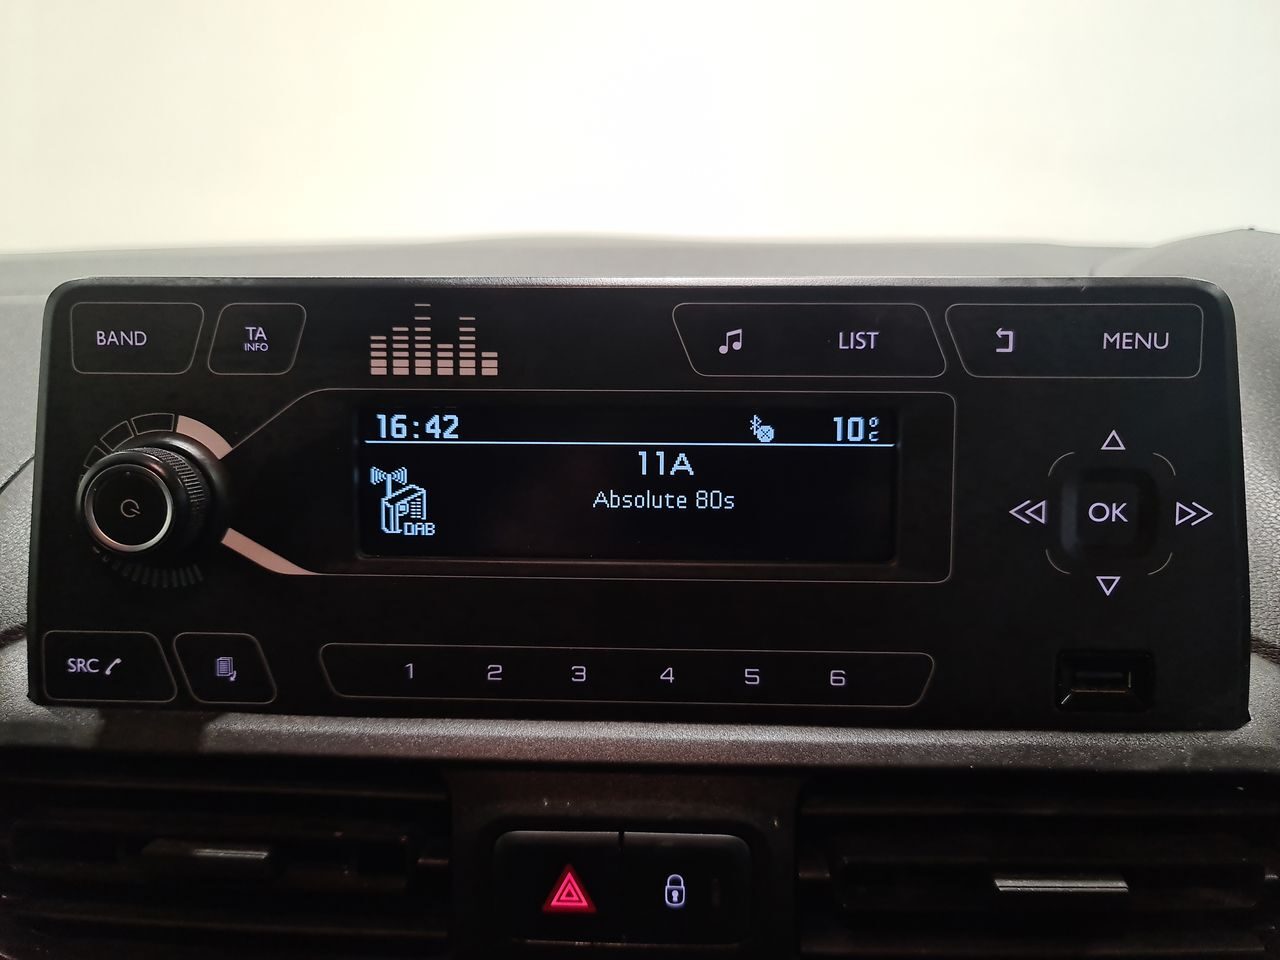 BAND
TA
INFO
LIST
MENU
16:42
10°C
11A
Absolute 80s
DAB
OK
SRC
1 2 3 4 5 6